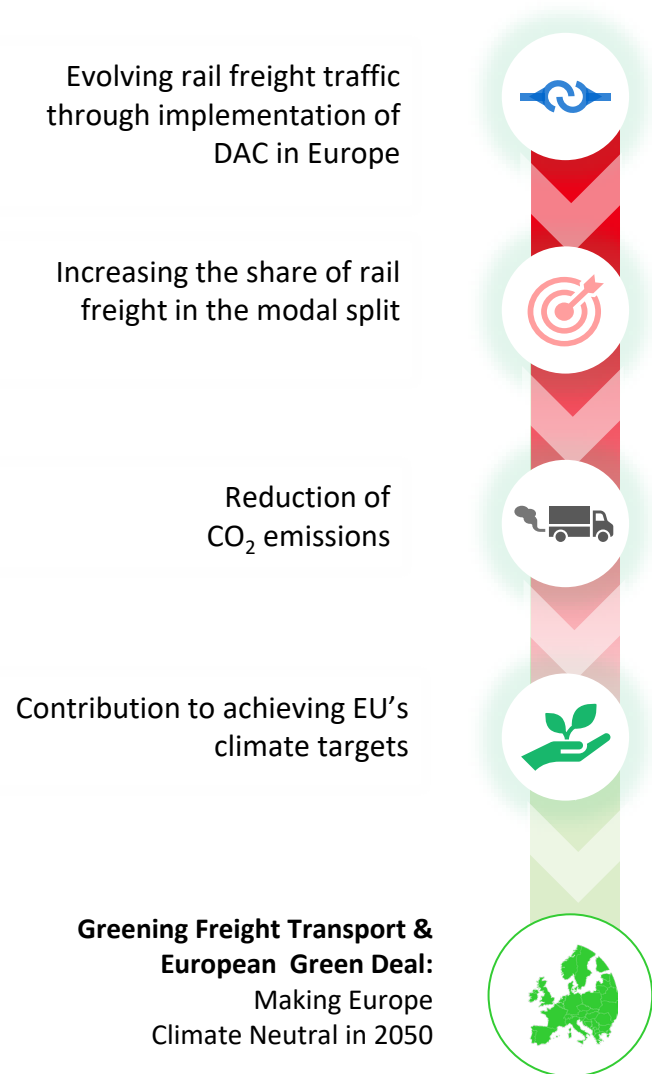 Evolving rail freight traffic
through implementation of
DAC in Europe
Increasing the share of rail
freight in the modal split
Reduction of
CO₂ emissions
Contribution to achieving EU’s
climate targets
Greening Freight Transport &
European Green Deal:
Making Europe
Climate Neutral in 2050